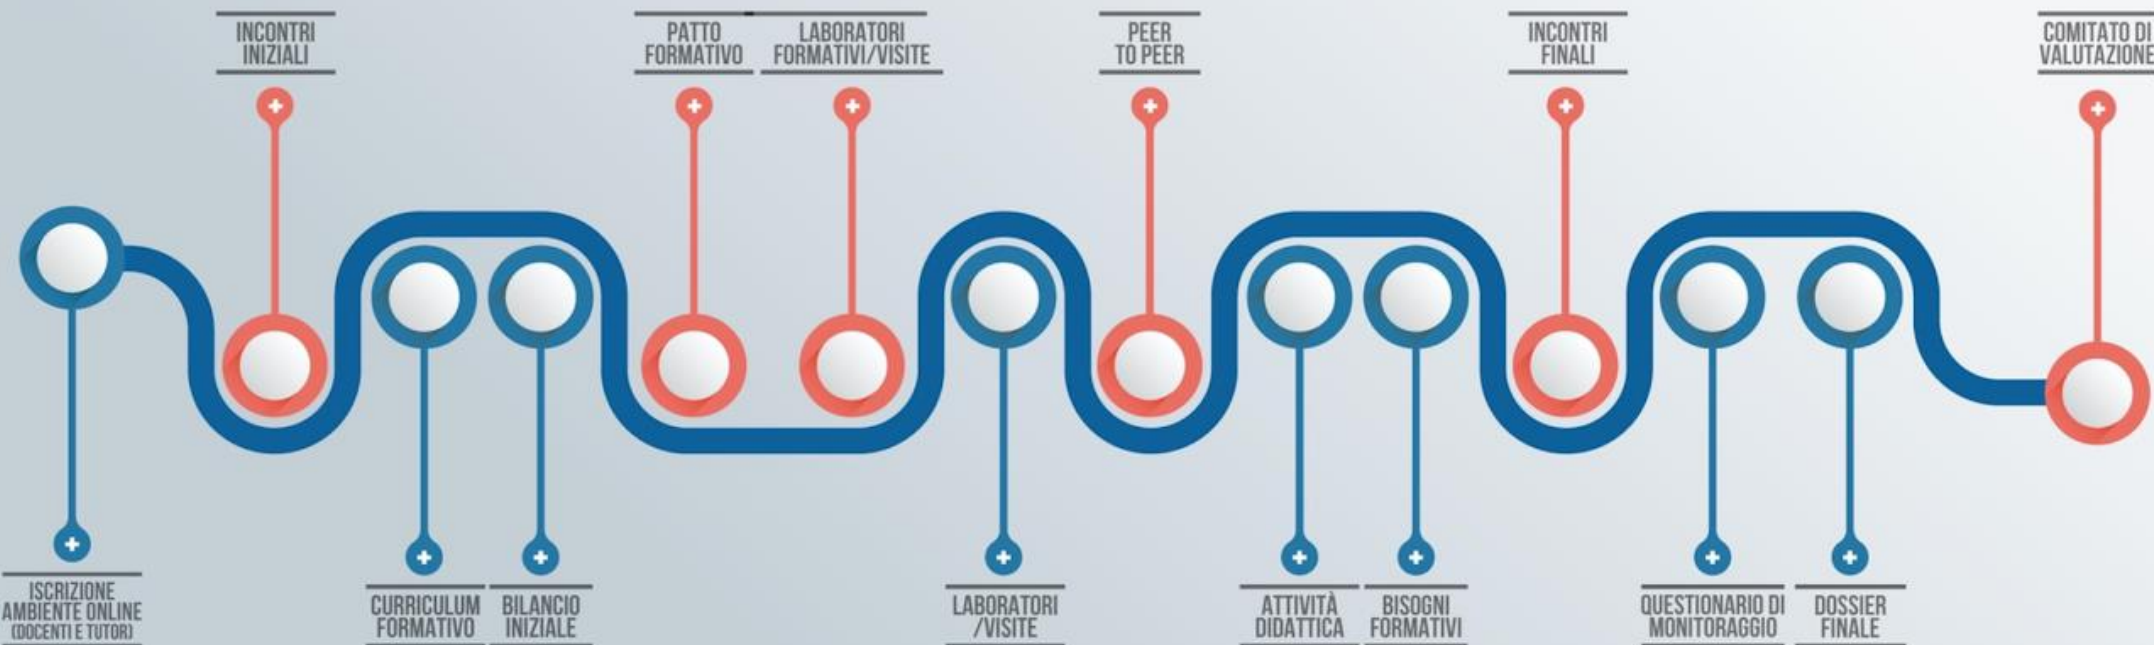 INCONTRI
INIZIALI
PATTO
FORMATIVO
LABORATORI
FORMATIVI/VISITE
PEER
TO PEER
INCONTRI
FINALI
COMITATO DI
VALUTAZIONE
ISCRIZIONE
AMBIENTE ONLINE
(DOCENTI E TUTOR)
CURRICULUM
FORMATIVO
BILANCIO
INIZIALE
LABORATORI
/VISITE
ATTIVITÀ
DIDATTICA
BISOGNI
FORMATIVI
QUESTIONARIO DI
MONITORAGGIO
DOSSIER
FINALE